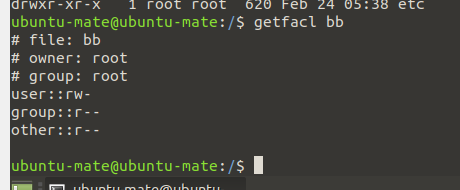 drwxr-xr-x   1 root root  620 Feb 24 05:38 etc
ubuntu-mate@ubuntu-mate:/$ getfacl bb
# file: bb
# owner: root
# group: root
user::rw-
group::r--
other::r--
ubuntu-mate@ubuntu-mate:/$
ubuntu-mate@ubuntu